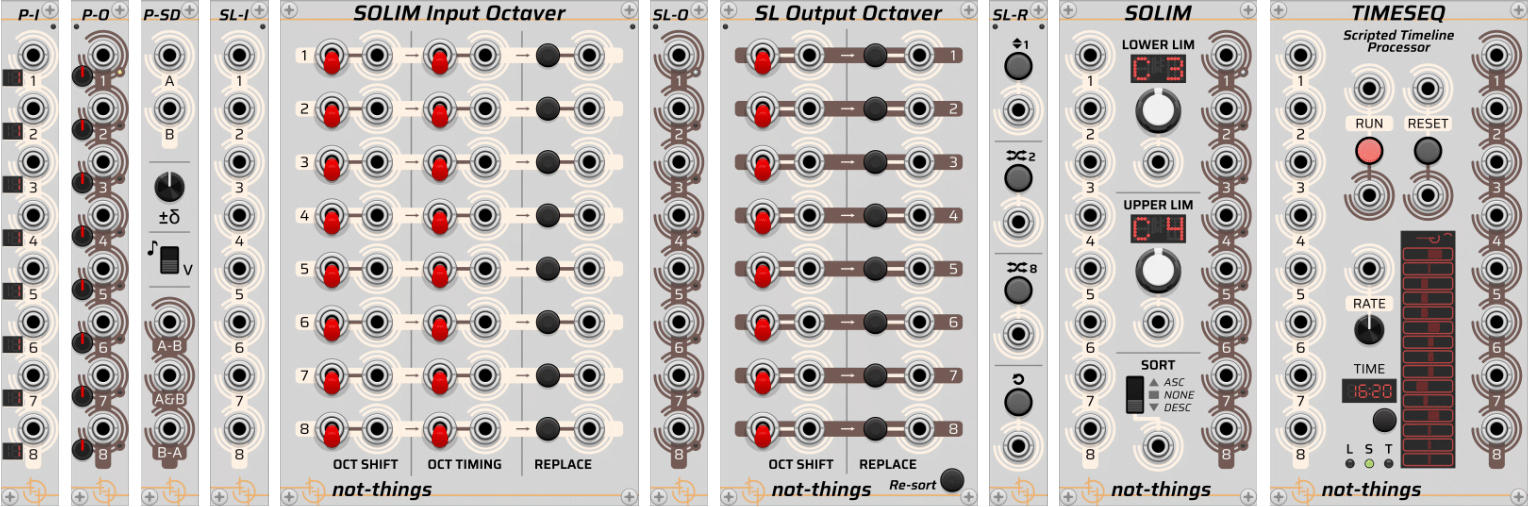 P-I
1
2
3
4
5
6
7
8
P-O
1
2
3
4
5
6
7
8
P-SD
A
B
±δ
V
A-B
A&B
B-A
SL-I
1
2
3
4
5
6
7
8
SOLIM Input Octaver
1
2
3
4
5
6
7
8
OCT SHIFT OCT TIMING REPLACE
not-things
SL-O
1
2
3
4
5
6
7
8
SL Output Octaver
1
2
3
4
5
6
7
8
OCT SHIFT REPLACE
Re-sort
not-things
SL-R
1
2
8
SOLIM
1
2
3
4
5
6
7
8
LOWER LIM
C 3
UPPER LIM
C 4
SORT
ASC
NONE
DESC
1
2
3
4
5
6
7
8
not-things
TIMESEQ
Scripted Timeline
Processor
1
2
3
4
5
6
7
8
RUN RESET
RATE
TIME
16:20
L S T
1
2
3
4
5
6
7
8
not-things